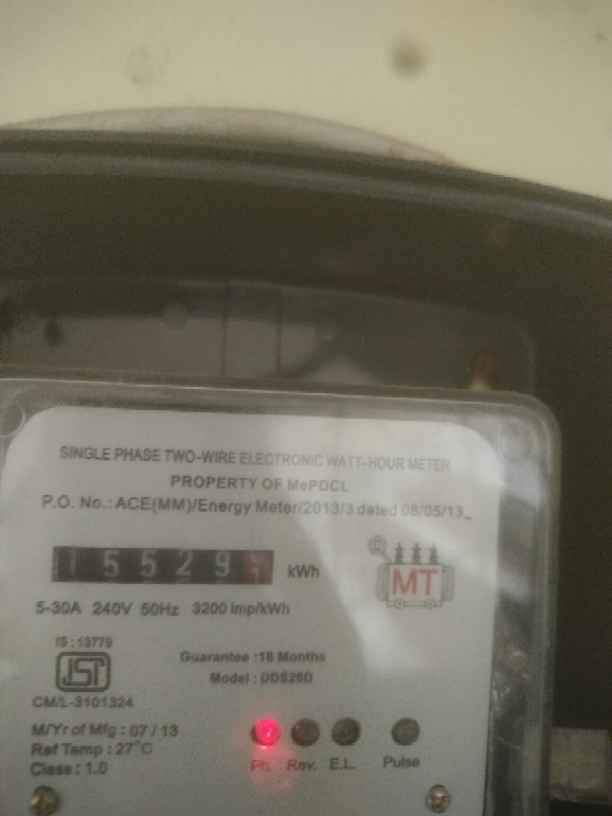 SINGLE PHASE TWO-WIRE ELECTRONIC WATT-HOUR METER
PROPERTY OF MePDCL
P.O. No.: ACE(MM)/Energy Meter/2013/3 dated 08/05/13
15529 kWh
MT
5-30A 240V 50Hz 3200 Imp/kWh
IS : 13779
Guarantee :18 Months
Model : DDS28D
CM/L-3101324
M/Yr of Mfg : 07 / 13
Ref Temp : 27°C
Class : 1.0
Ph. Rev. E.L. Pulse